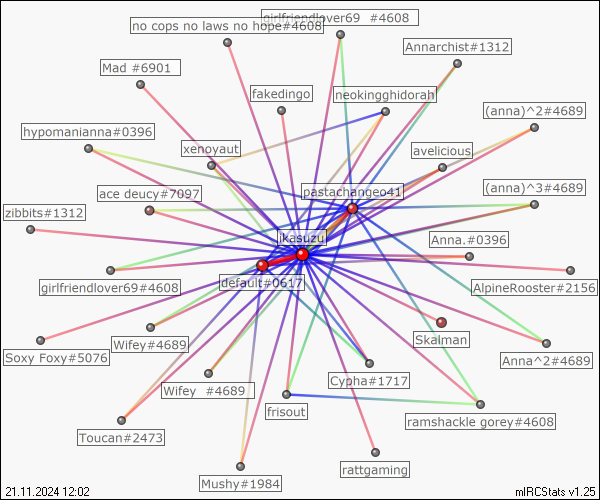 girlfriendlover69 #4608
no cops no laws no hope#4608
Annarchist#1312
Mad #6901
fakedingo
neokingghidorah
(anna)^2#4689
hypomanianna#0396
xenoyaut
avelicious
ace deucy#7097
pastachangeo41
(anna)^3#4689
zibbits#1312
jkasuzu
Anna.#0396
girlfriendlover69#4608
default#0617
AlpineRooster#2156
Wifey#4689
Skalman
Soxy Foxy#5076
Anna^2#4689
Cypha#1717
Wifey #4689
frisout
ramshackle gorey#4608
Toucan#2473
rattgaming
Mushy#1984
21.11.2024 12:02
mIRCStats v1.25